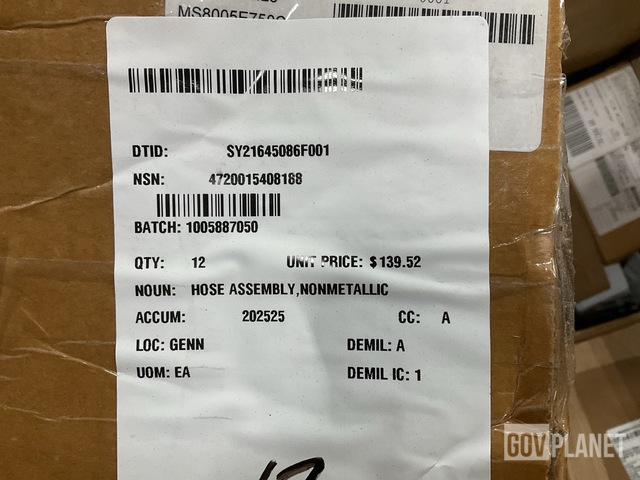 DTID: SY21645086F001
NSN: 4720015408188
BATCH: 1005887050
QTY: 12 UNIT PRICE: $139.52
NOUN: HOSE ASSEMBLY,NONMETALLIC
ACCUM: 202525 CC: A
LOC: GENN DEMIL: A
UOM: EA DEMIL IC: 1
GOVPLANET